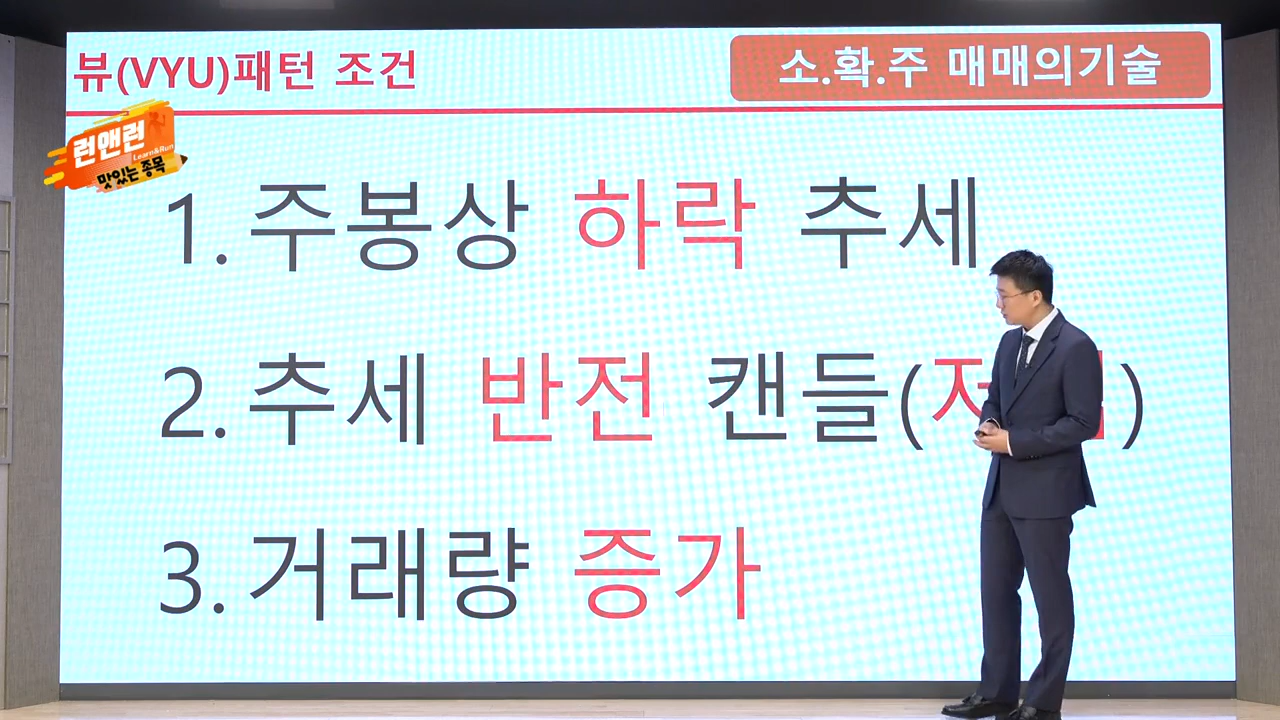 뷰(VYU)패턴 조건
소.확.주 매매의기술
런앤런
Learn&Run
맛있는 종목
1. 주봉상 하락 추세
2. 추세 반전 캔들( )
3. 거래량 증가